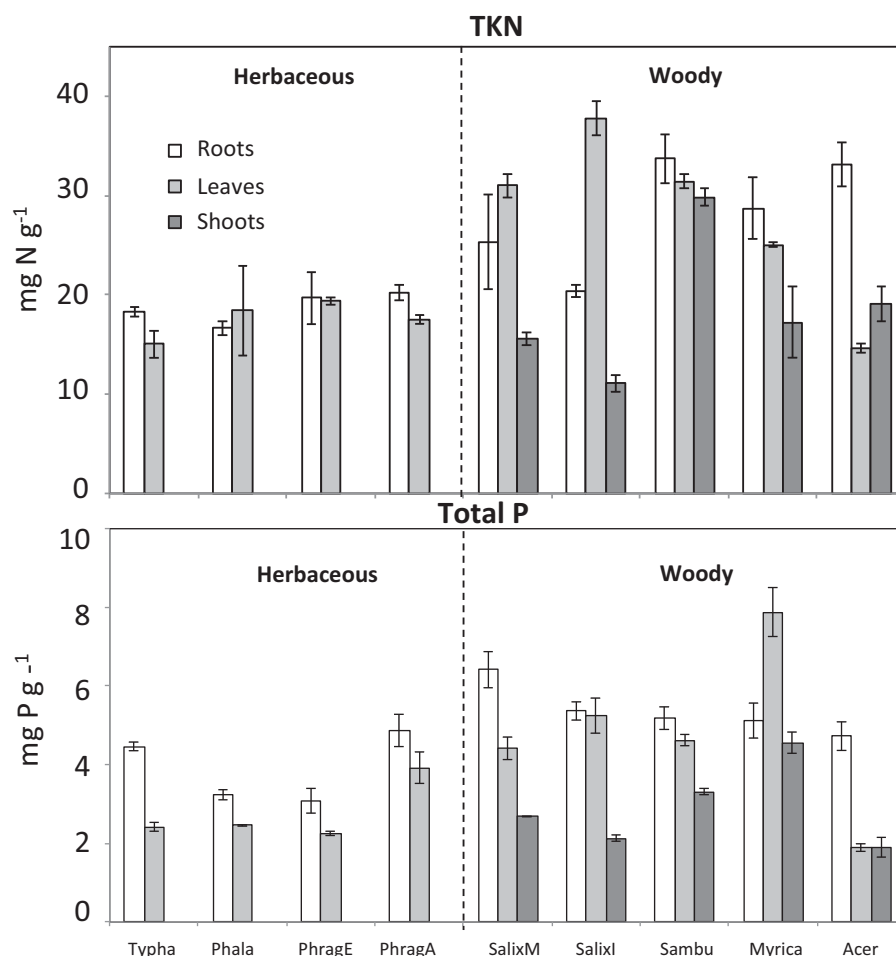 TKN
Herbaceous Woody
Roots
Leaves
Shoots
mg N g-1
40
30
20
10
0
Total P
Herbaceous Woody
mg P g -1
10
8
6
4
2
0
Typha Phala PhragE PhragA SalixM SalixI Sambu Myrica Acer